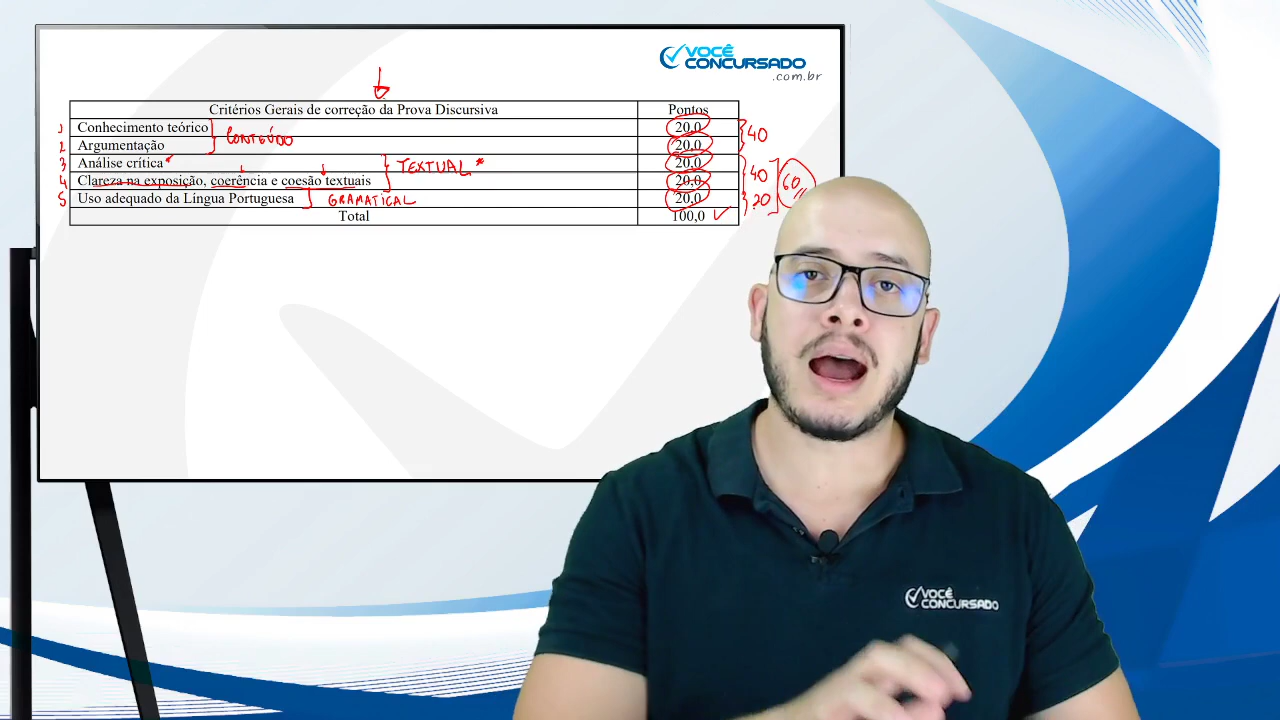 VOCÊ
CONCURSADO
.com.br
Critérios Gerais de correção da Prova Discursiva Pontos
1 Conhecimento teórico 20,0
CONTEÚDO 40
2 Argumentação 20,0
3 Análise crítica 20,0
TEXTUAL* 40
4 Clareza na exposição, coerência e coesão textuais 20,0
60
5 Uso adequado da Língua Portuguesa GRAMATICAL 20,0 20
Total 100,0
VOCÊ
CONCURSADO